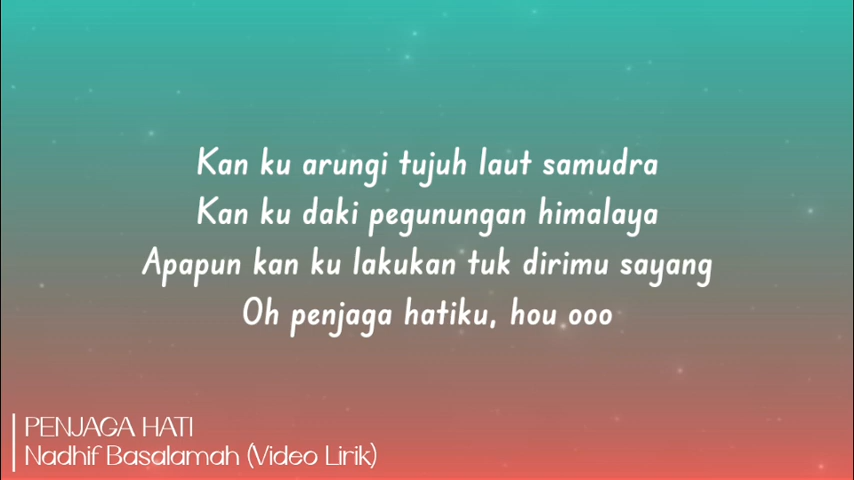 Kan ku arungi tujuh laut samudra
Kan ku daki pegunungan himalaya
Apapun kan ku lakukan tuk dirimu sayang
Oh penjaga hatiku, hou ooo
PENJAGA HATI
Nadhif Basalamah (Video Lirik)